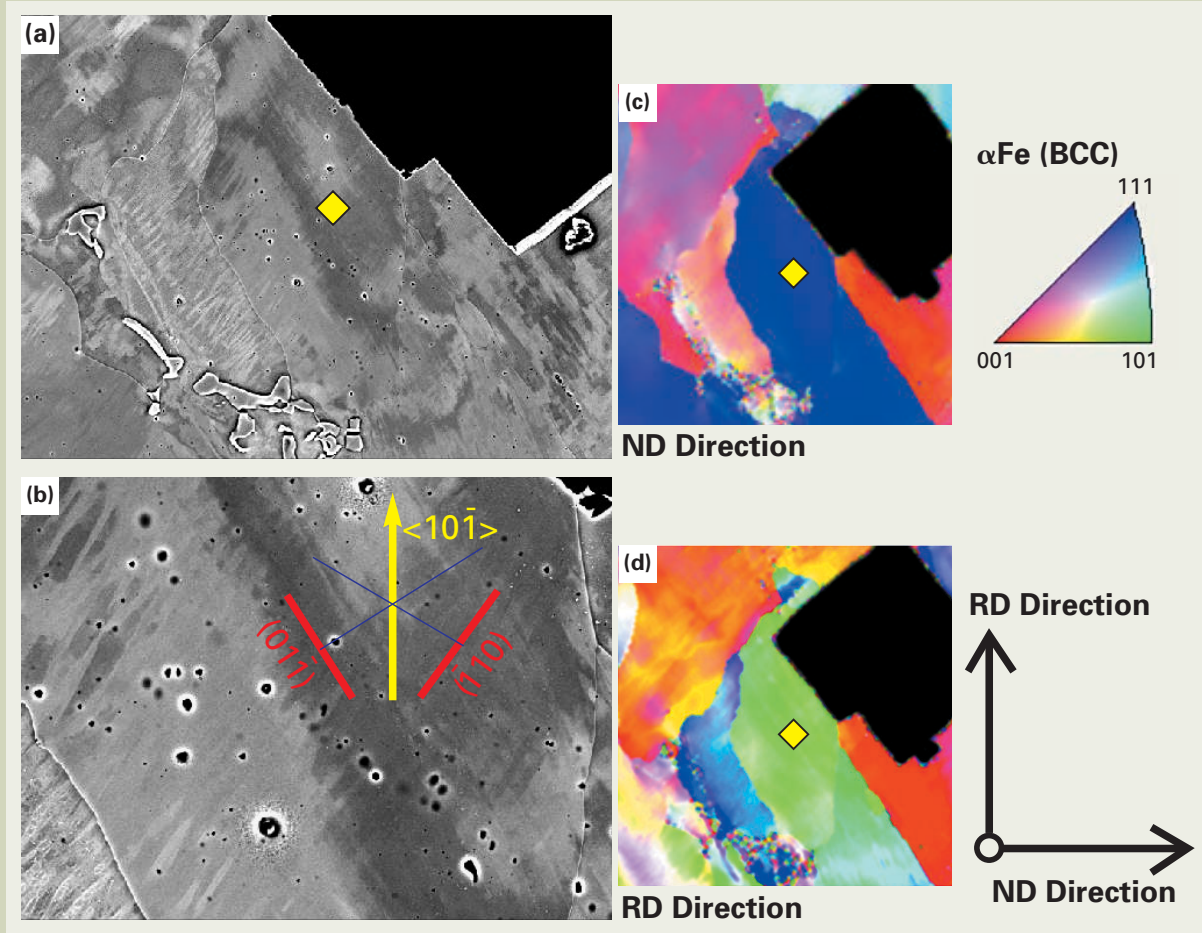 (a)
(c)
αFe (BCC)
111
001
101
ND Direction
(b)
<101̄>
(011̄)
(1̄10)
(d)
RD Direction
RD Direction
ND Direction